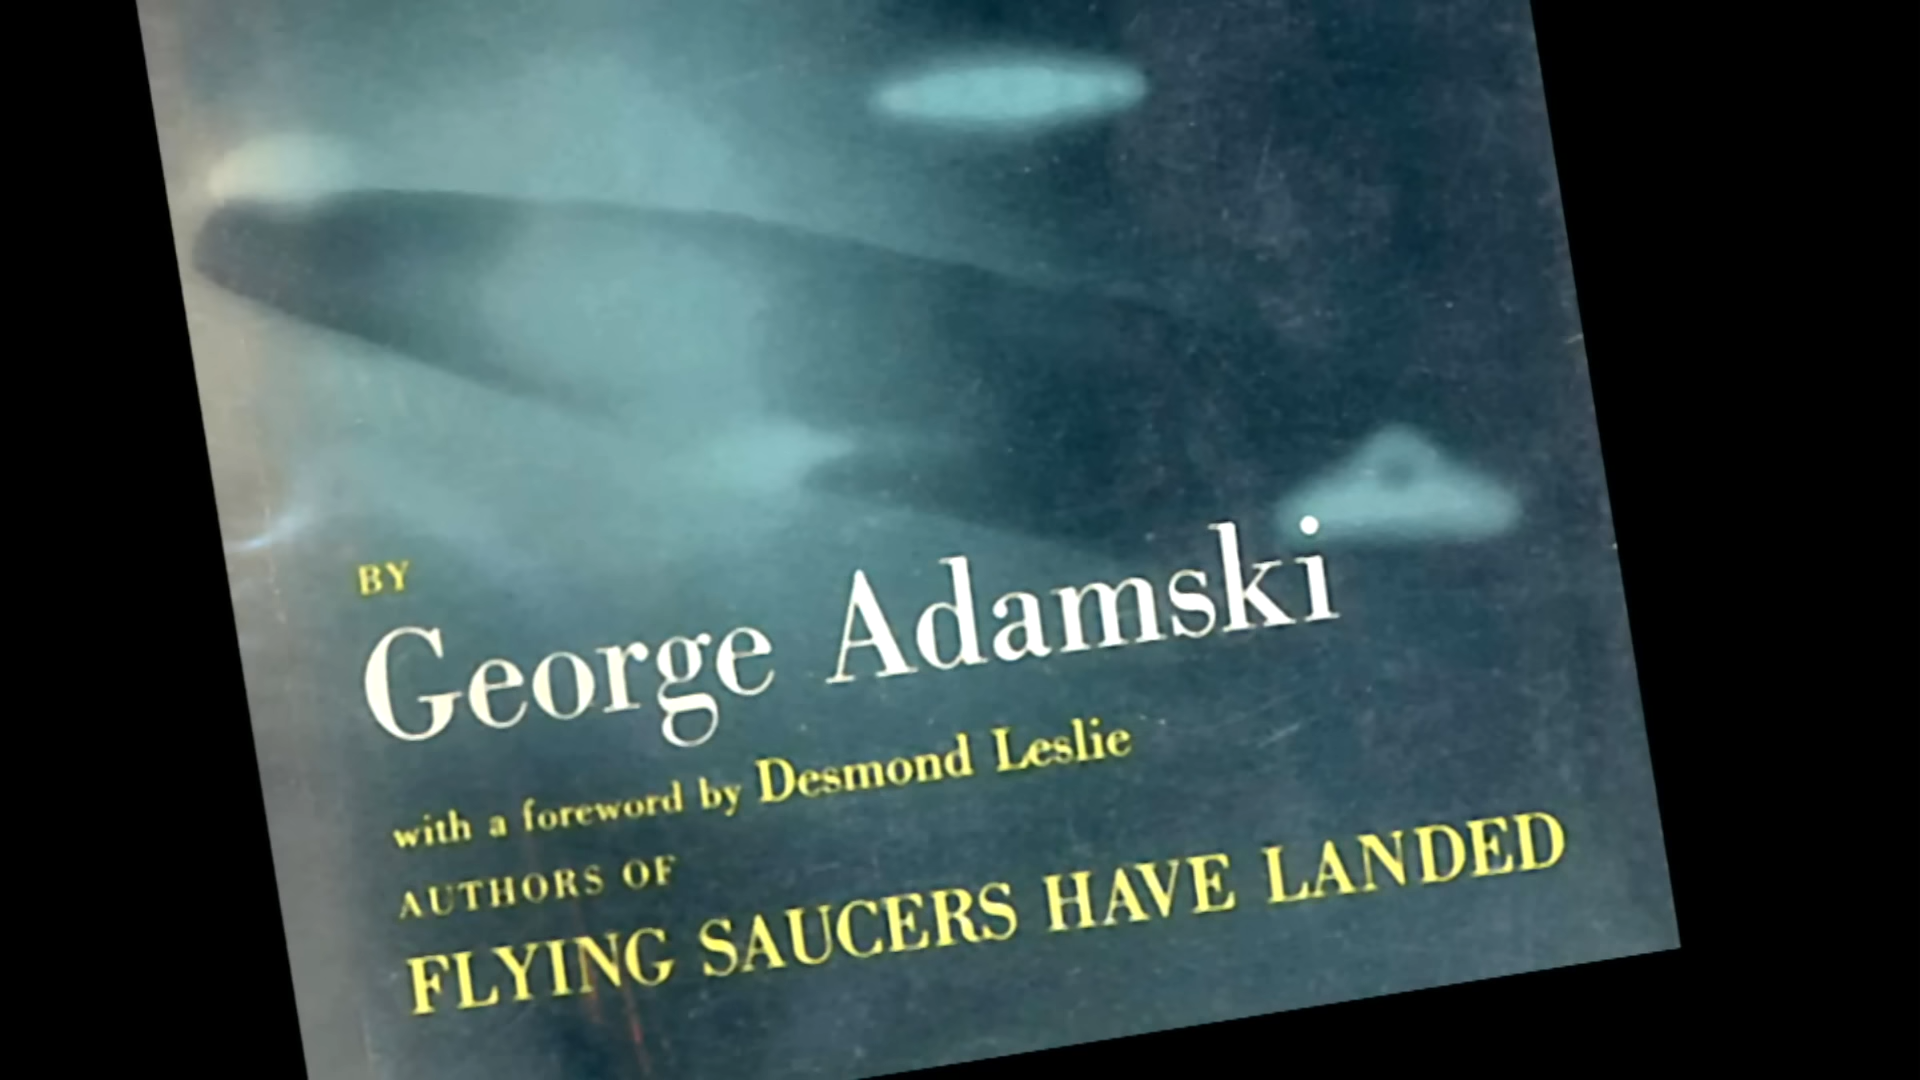 BY
George Adamski
with a foreword by Desmond Leslie
AUTHORS OF
FLYING SAUCERS HAVE LANDED